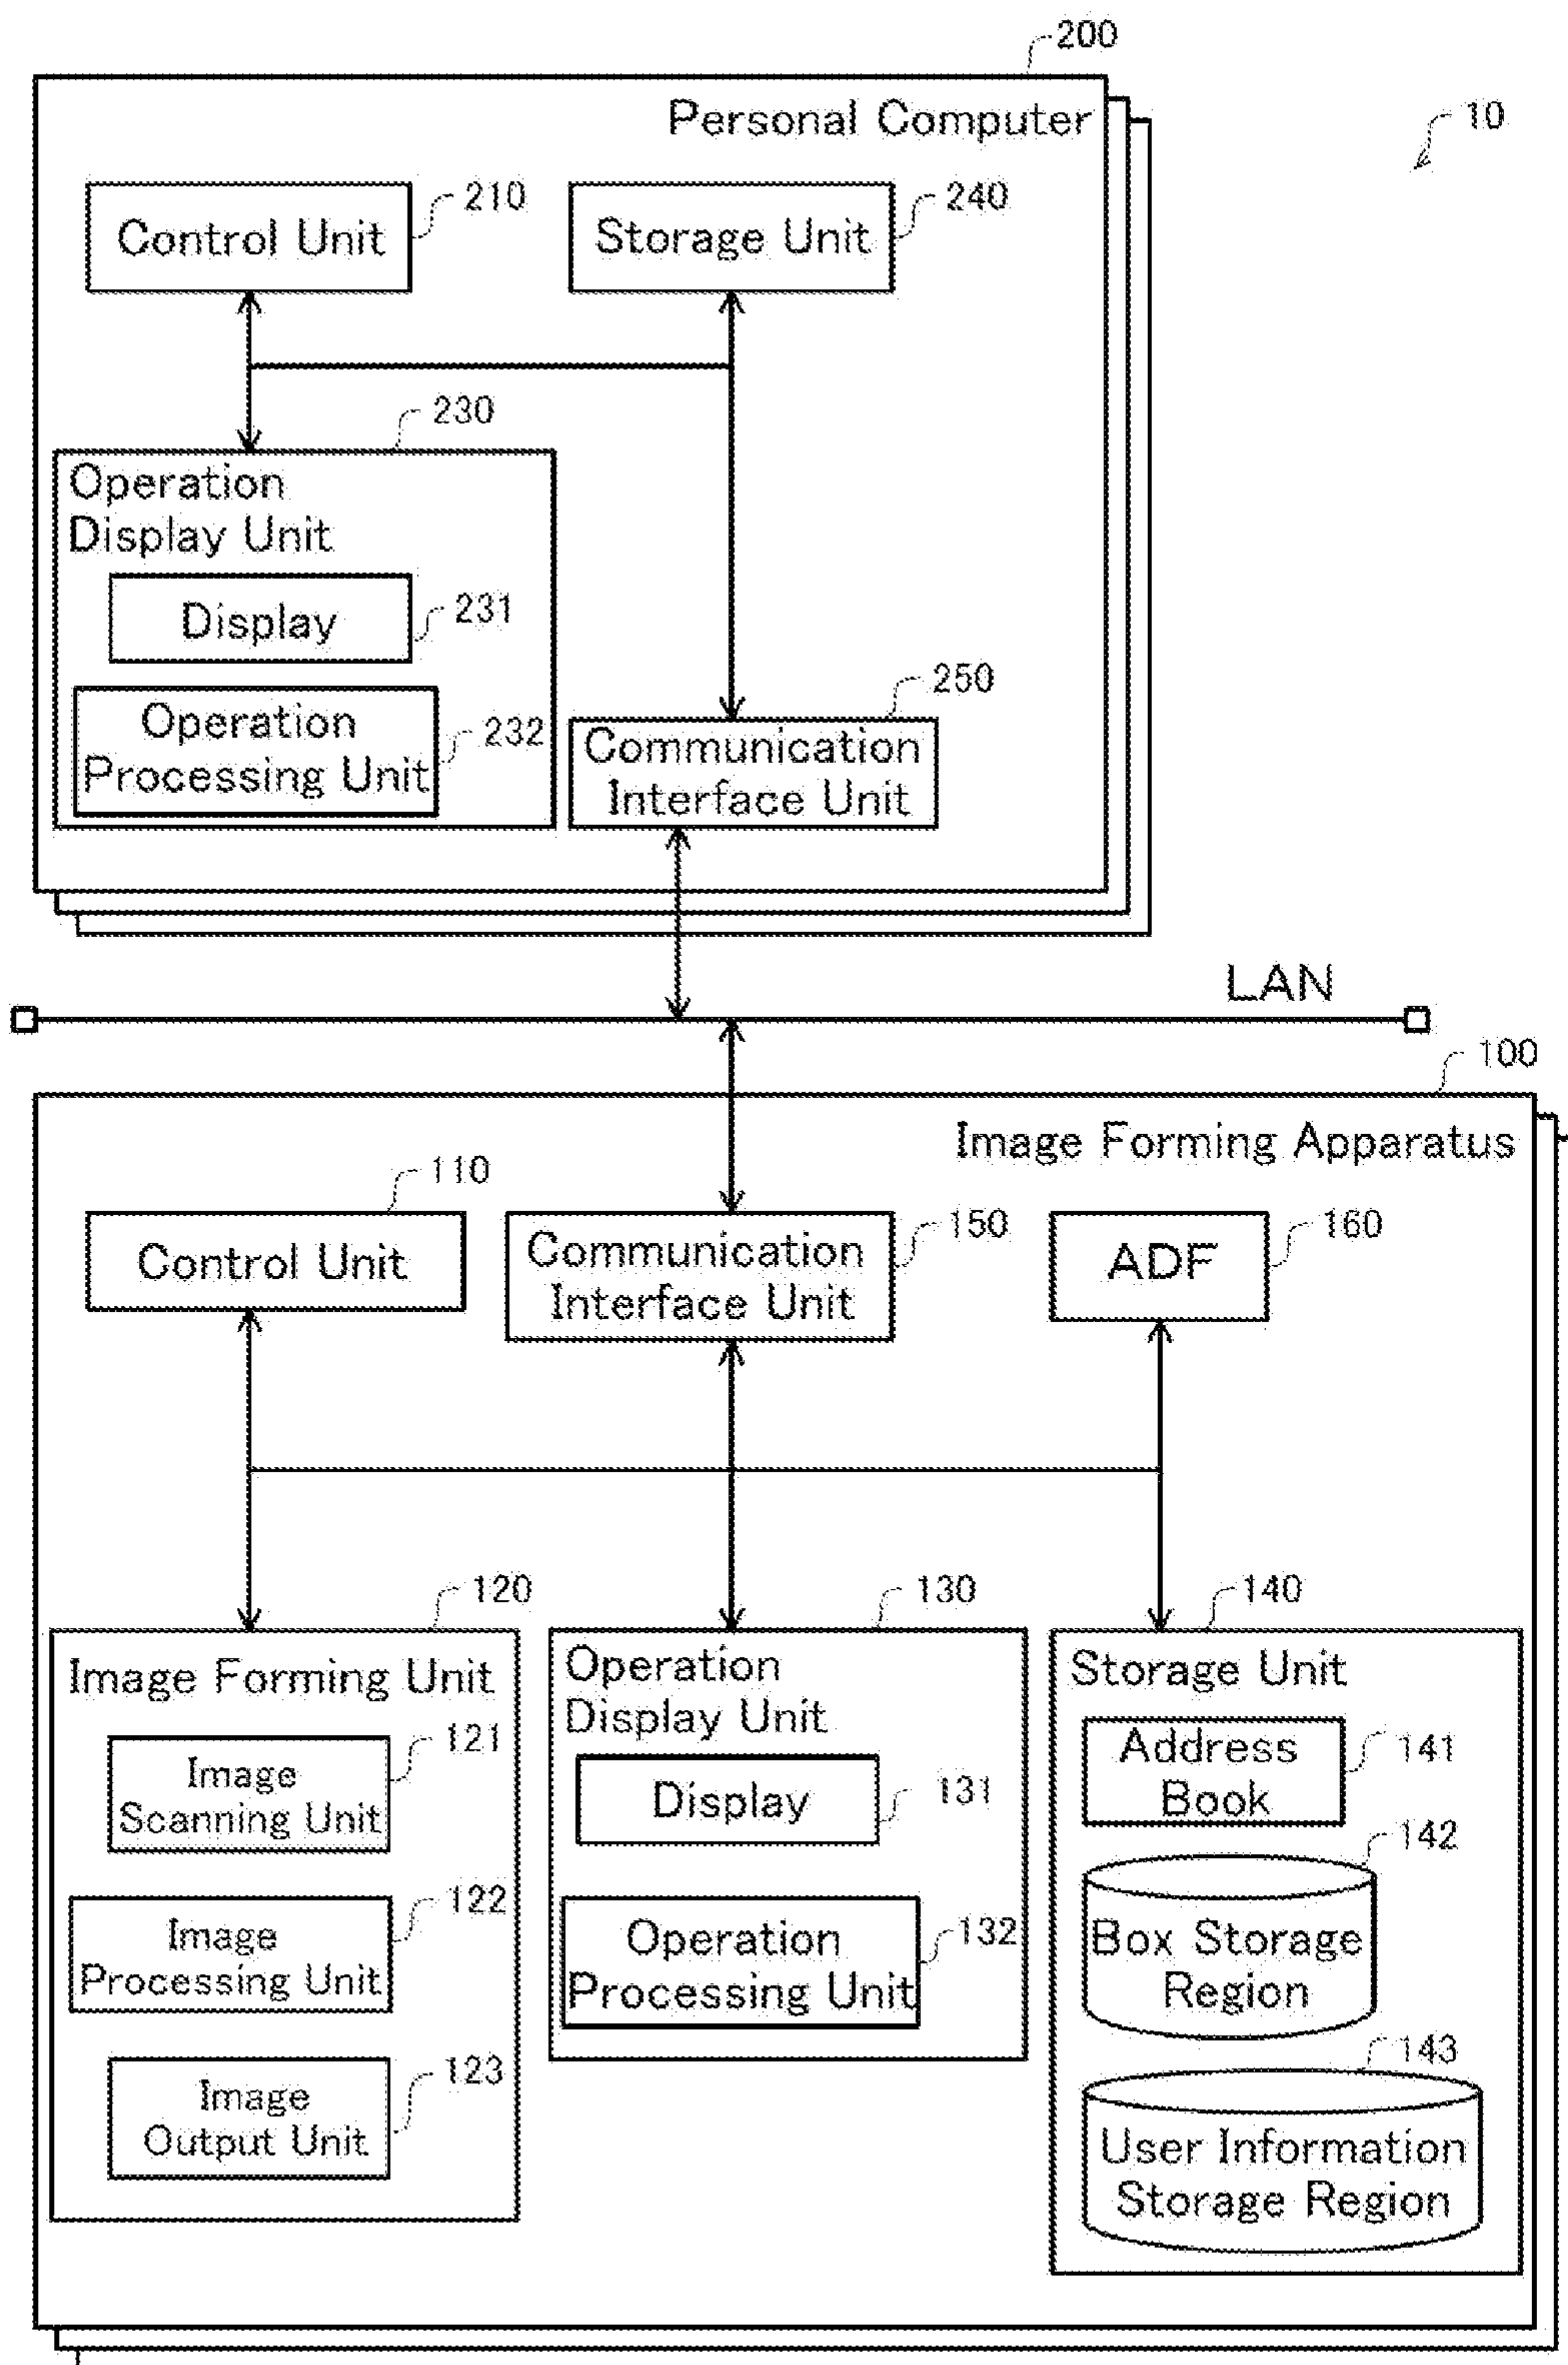 200
Personal Computer
10
210
240
Control Unit
Storage Unit
230
Operation
Display Unit
Display
231
250
Operation
Processing Unit
232
Communication
Interface Unit
LAN
100
Image Forming Apparatus
110
150
160
Control Unit
Communication
Interface Unit
ADF
120
130
140
Image Forming Unit
Operation
Display Unit
Storage Unit
121
Image
Scanning Unit
Display
131
Address
Book
141
142
122
Image
Processing Unit
Operation
Processing Unit
132
Box Storage
Region
143
123
Image
Output Unit
User Information
Storage Region